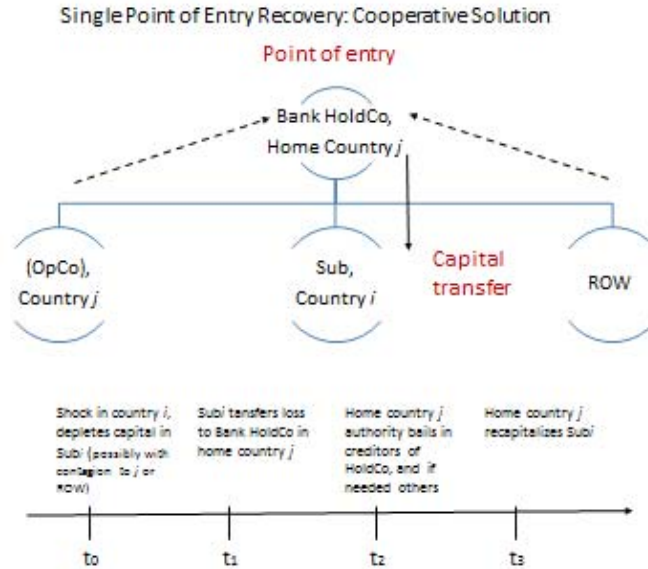 Single Point of Entry Recovery: Cooperative Solution
Point of entry
Bank HoldCo,
Home Country j
(OpCo),
Country j
Sub,
Country i
Capital
transfer
ROW
Shock in country i,
depletes capital in
Subi (possibly with
contagion to j or
ROW)
Subi tansfers loss
to Bank HoldCo in
home country j
Home country j
authority bails in
creditors of
HoldCo, and if
needed others
Home country j
recapitalizes Subi
t0
t1
t2
t3